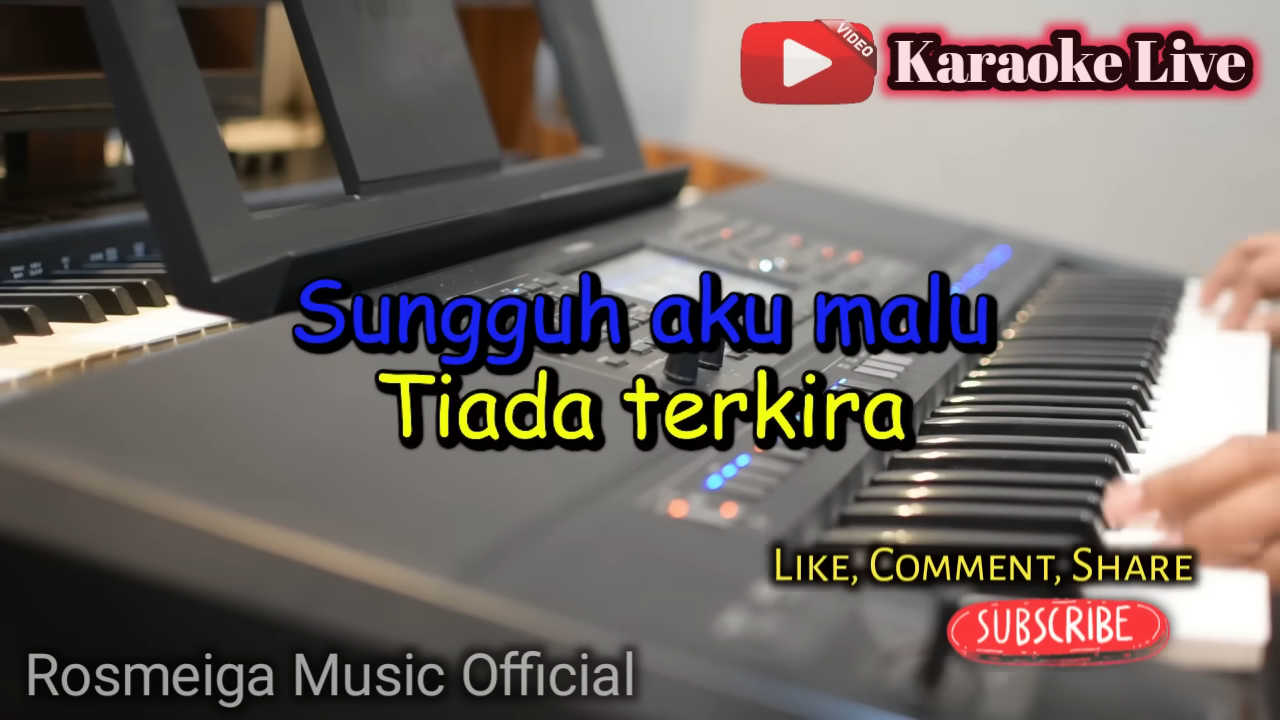 VIDEO
Karaoke Live
Sungguh aku malu
Tiada terkira
LIKE, COMMENT, SHARE
SUBSCRIBE
Rosmeiga Music Official